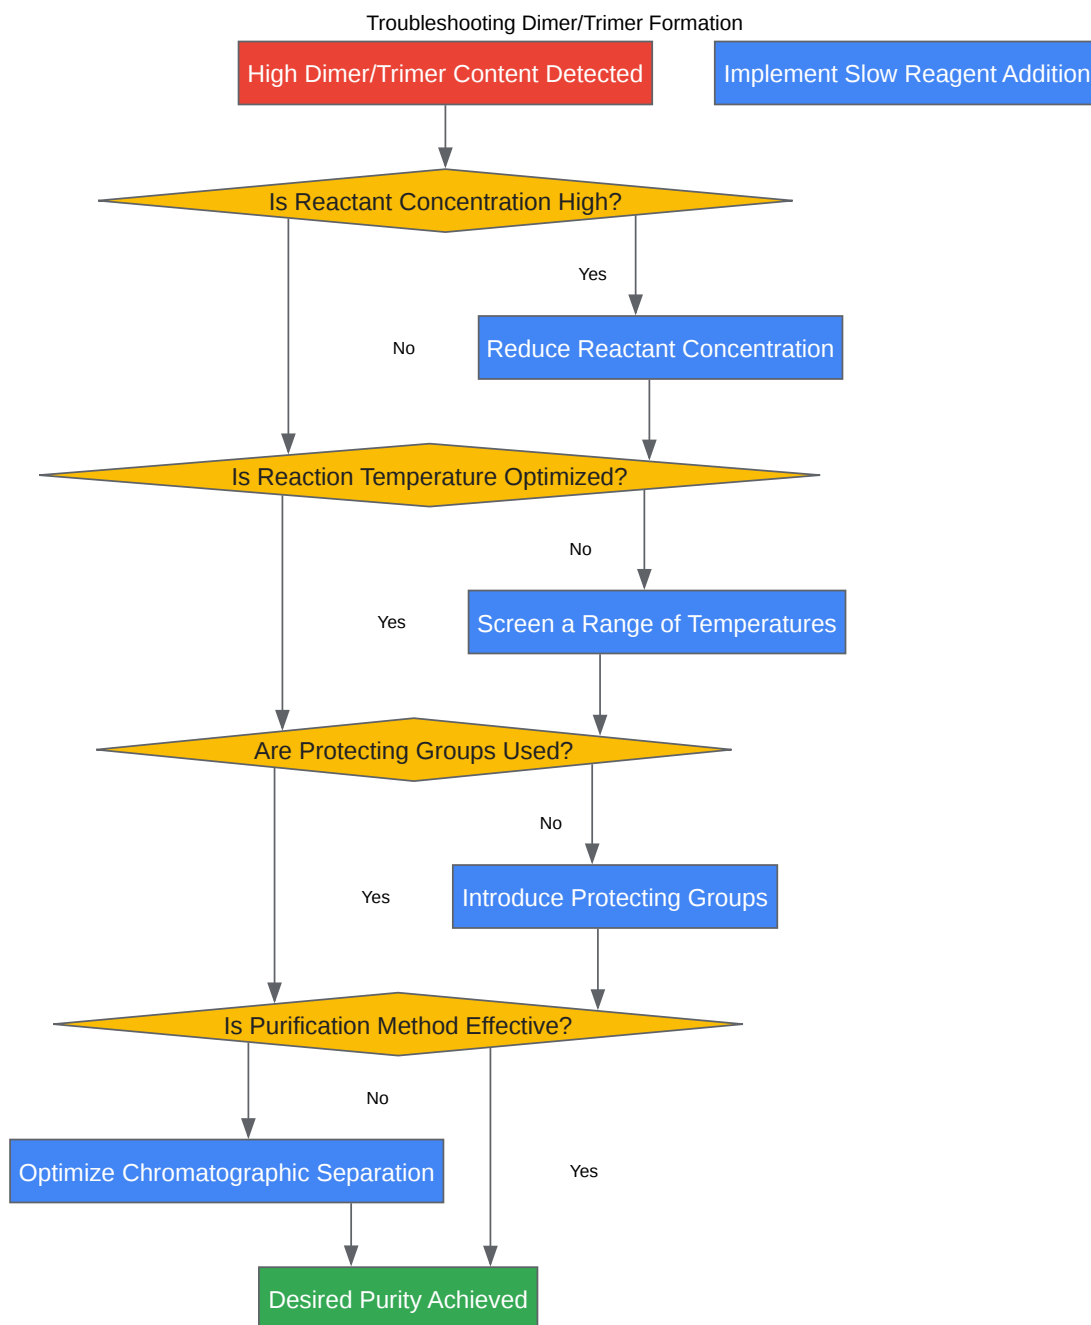 Troubleshooting Dimer/Trimer Formation
High Dimer/Trimer Content Detected
Implement Slow Reagent Addition
Is Reactant Concentration High?
Yes
No
Reduce Reactant Concentration
Is Reaction Temperature Optimized?
No
Yes
Screen a Range of Temperatures
Are Protecting Groups Used?
No
Yes
Introduce Protecting Groups
Is Purification Method Effective?
No
Yes
Optimize Chromatographic Separation
Desired Purity Achieved